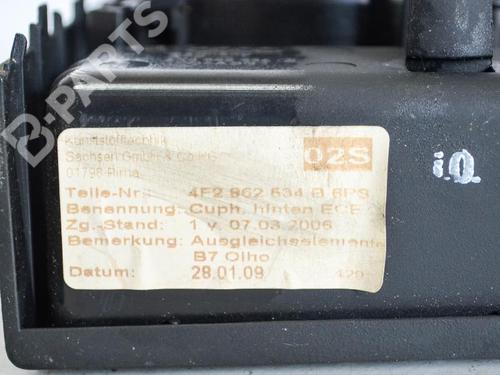 Kunststofftechnik
Sachsen GmbH & Co KG
01796 Pirna
02S
Teile-Nr.: 4F2 862 534 B 6PS
Benennung: Cuph. hinten ECE
Zg.-Stand: 1 v. 07.03.2006
Bemerkung: Ausgleichselemente
B7 Olho
Datum: 28.01.09
i.O.
B-PARTS